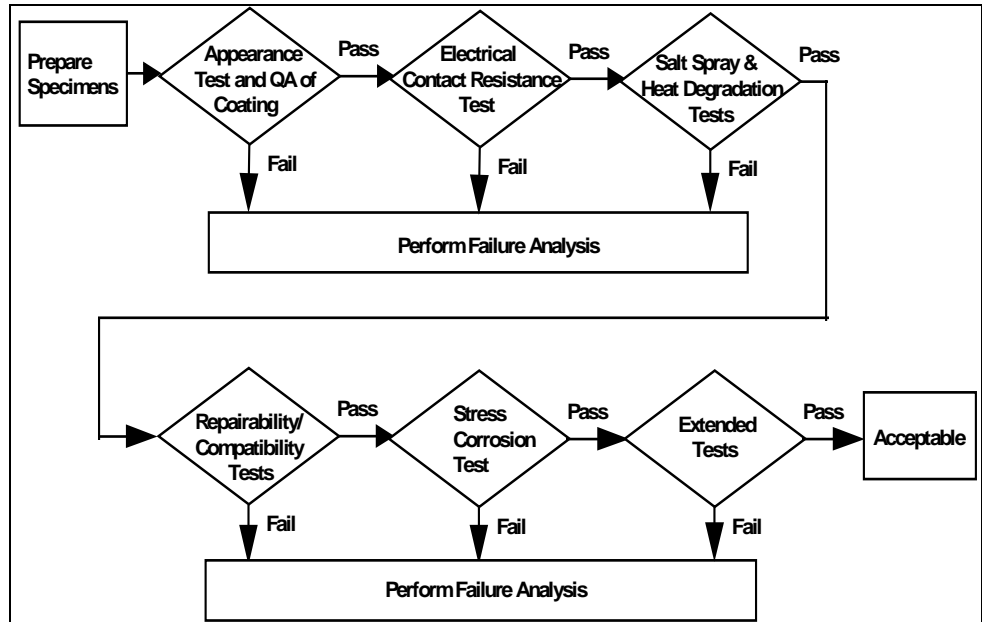 Prepare
Specimens
Appearance
Test and QA of
Coating
Pass
Electrical
Contact Resistance
Test
Pass
Salt Spray &
Heat Degradation
Tests
Pass
Fail
Fail
Fail
Perform Failure Analysis
Repairability/
Compatibility
Tests
Pass
Stress
Corrosion
Test
Pass
Extended
Tests
Pass
Acceptable
Fail
Fail
Fail
Perform Failure Analysis